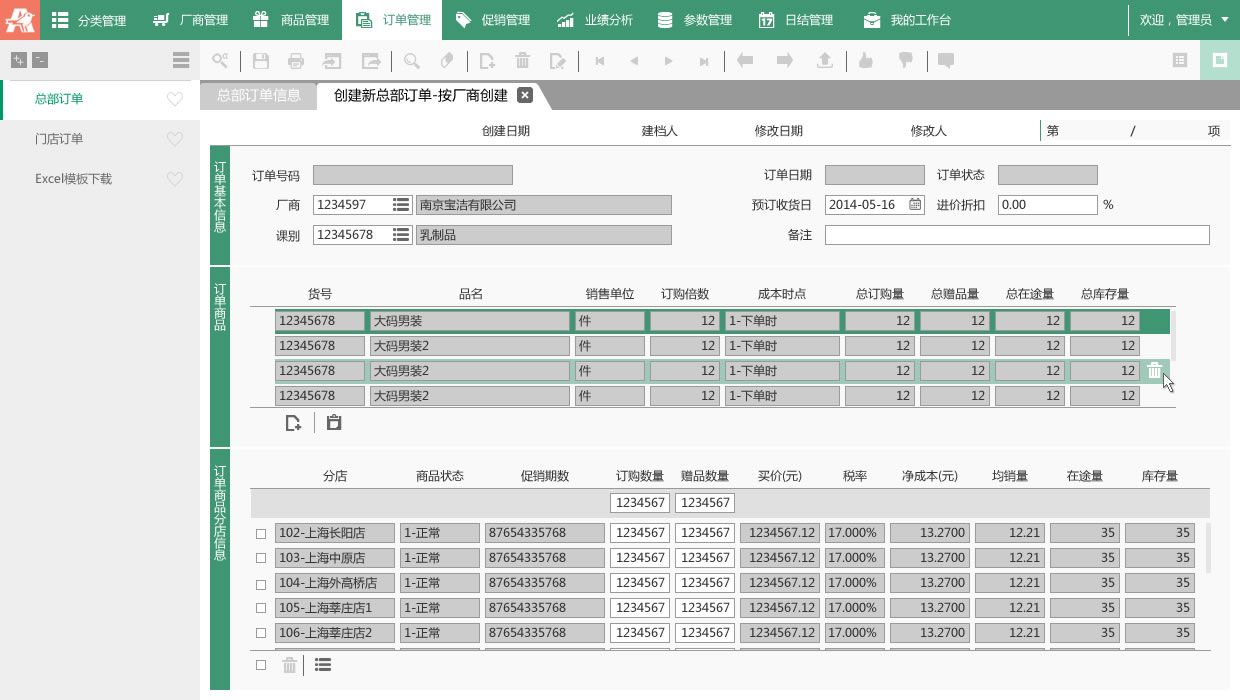 分类管理 厂商管理 商品管理 订单管理 促销管理 业绩分析 参数管理 日结管理 我的工作台 欢迎，管理员
总部订单
门店订单
Excel模板下载
总部订单信息 创建新总部订单-按厂商创建
创建日期 建档人 修改日期 修改人 第 / 项
订单基本信息
订单号码 订单日期 订单状态
厂商 1234597 南京宝洁有限公司 预订收货日 2014-05-16 进价折扣 0.00 %
课别 12345678 乳制品 备注
订单商品
货号 品名 销售单位 订购倍数 成本时点 总订购量 总赠品量 总在途量 总库存量
12345678 大码男装 件 12 1-下单时 12 12 12 12
12345678 大码男装2 件 12 1-下单时 12 12 12 12
12345678 大码男装2 件 12 1-下单时 12 12 12 12
12345678 大码男装2 件 12 1-下单时 12 12 12 12
订单商品分店信息
分店 商品状态 促销期数 订购数量 赠品数量 买价(元) 税率 净成本(元) 均销量 在途量 库存量
1234567 1234567
102-上海长阳店 1-正常 87654335768 1234567 1234567 1234567.12 17.000% 13.2700 12.21 35 35
103-上海中原店 1-正常 87654335768 1234567 1234567 1234567.12 17.000% 13.2700 12.21 35 35
104-上海外高桥店 1-正常 87654335768 1234567 1234567 1234567.12 17.000% 13.2700 12.21 35 35
105-上海莘庄店1 1-正常 87654335768 1234567 1234567 1234567.12 17.000% 13.2700 12.21 35 35
106-上海莘庄店2 1-正常 87654335768 1234567 1234567 1234567.12 17.000% 13.2700 12.21 35 35